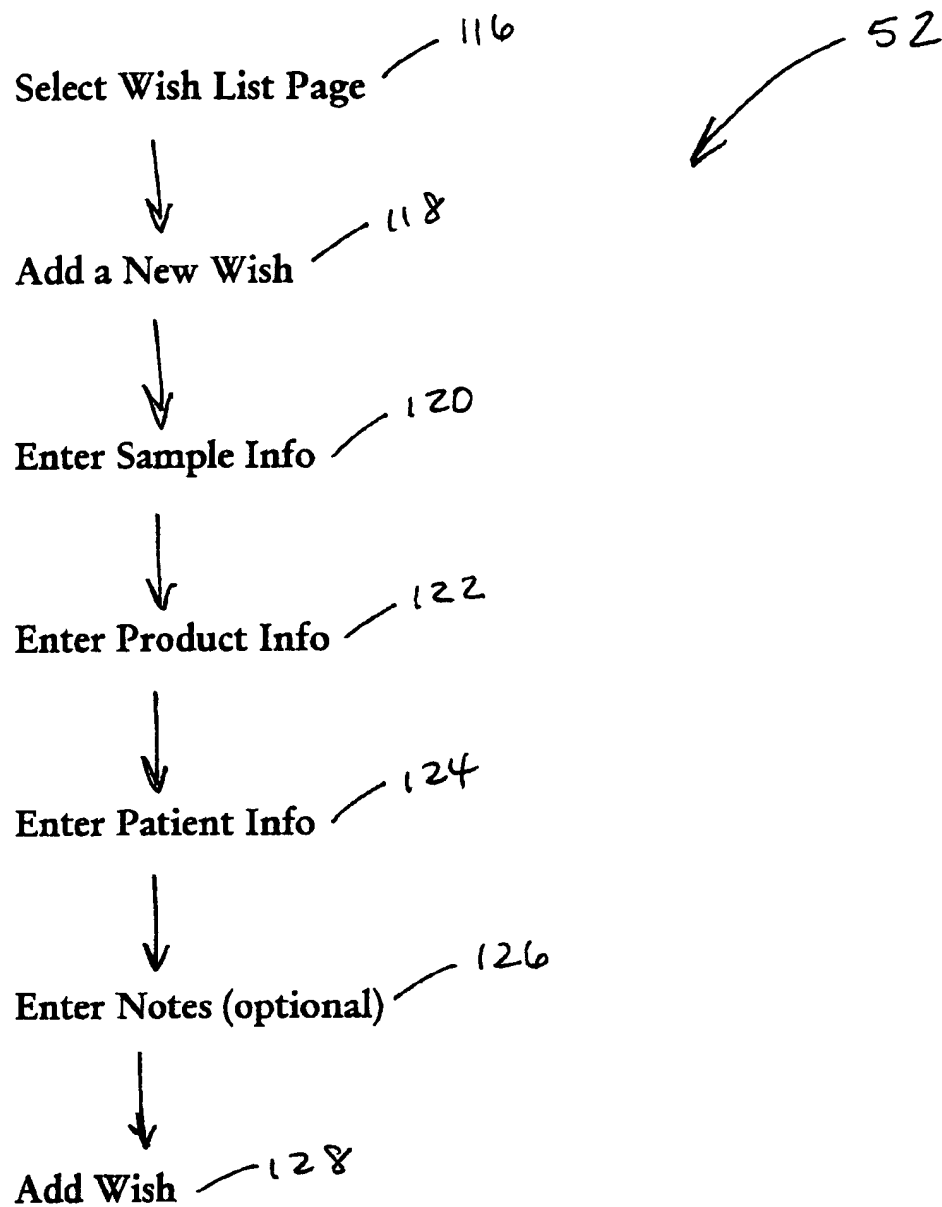 116
52
Select Wish List Page
118
Add a New Wish
120
Enter Sample Info
122
Enter Product Info
124
Enter Patient Info
126
Enter Notes (optional)
128
Add Wish